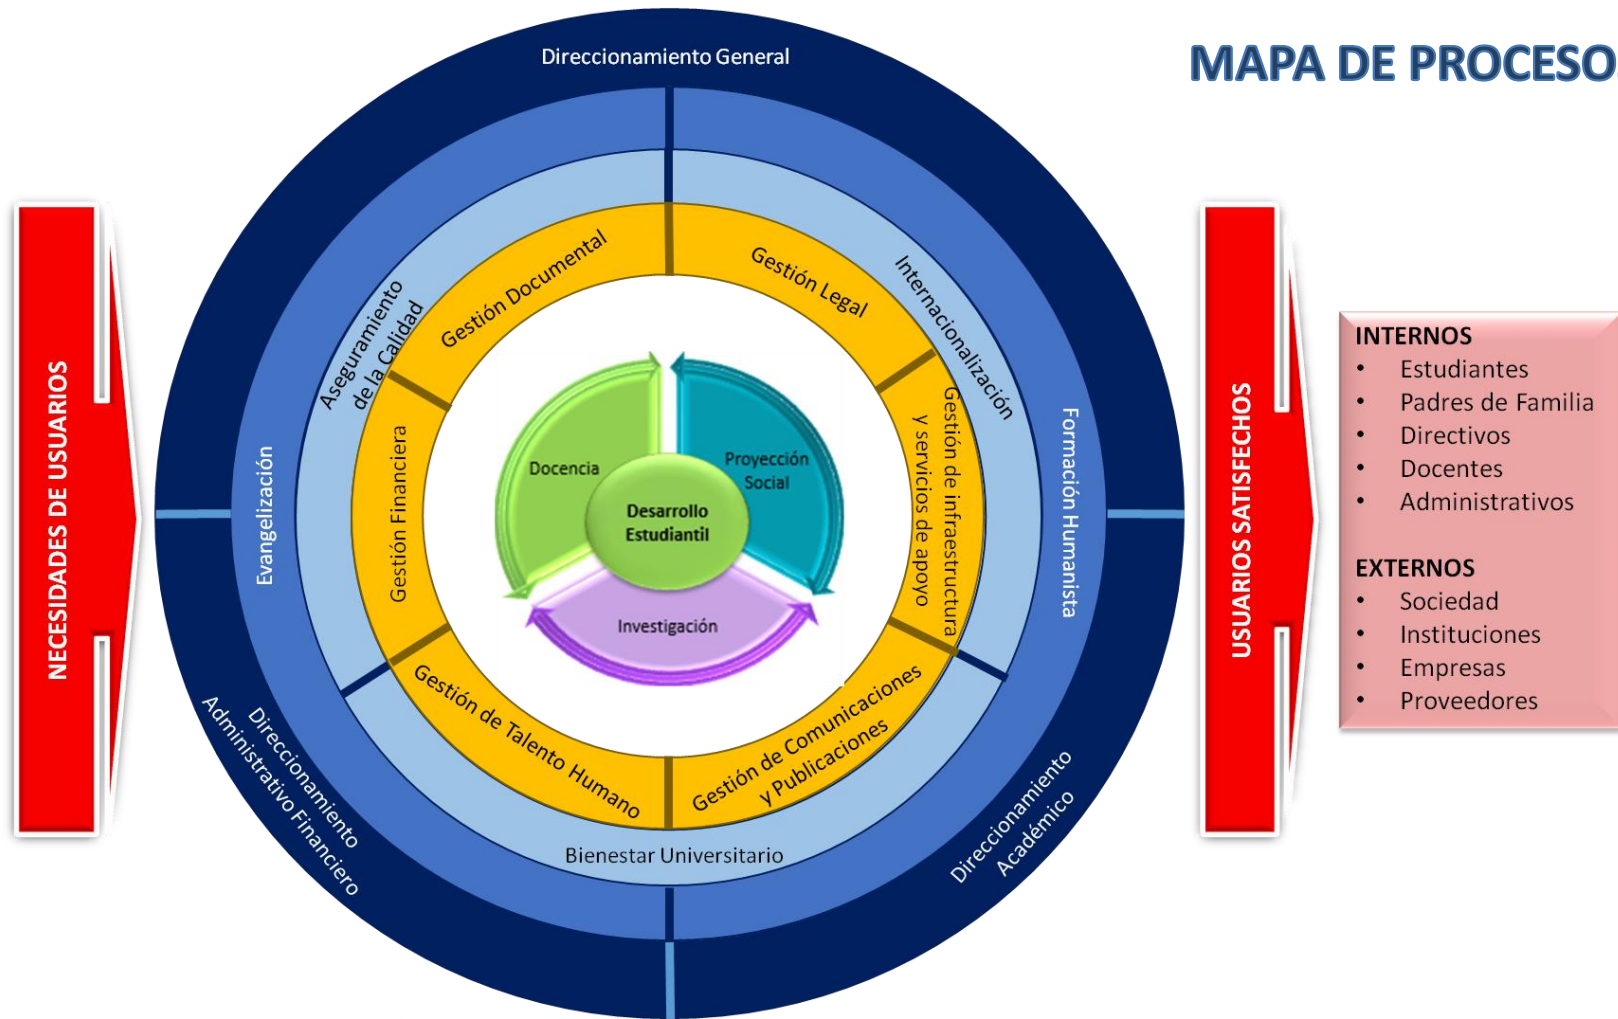 MAPA DE PROCESOS
Direccionamiento General
NECESIDADES DE USUARIOS
Evangelización
Aseguramiento
de la Calidad
Gestión Documental
Gestión Legal
Internacionalización
Gestión Financiera
Docencia
Proyección
Social
Desarrollo
Estudiantil
Investigación
Gestión de infraestructura
y servicios de apoyo
Formación Humanista
Gestión de Talento Humano
Gestión de Comunicaciones
y Publicaciones
Bienestar Universitario
Direccionamiento
Administrativo Financiero
Direccionamiento
Académico
USUARIOS SATISFECHOS
INTERNOS
• Estudiantes
• Padres de Familia
• Directivos
• Docentes
• Administrativos
EXTERNOS
• Sociedad
• Instituciones
• Empresas
• Proveedores